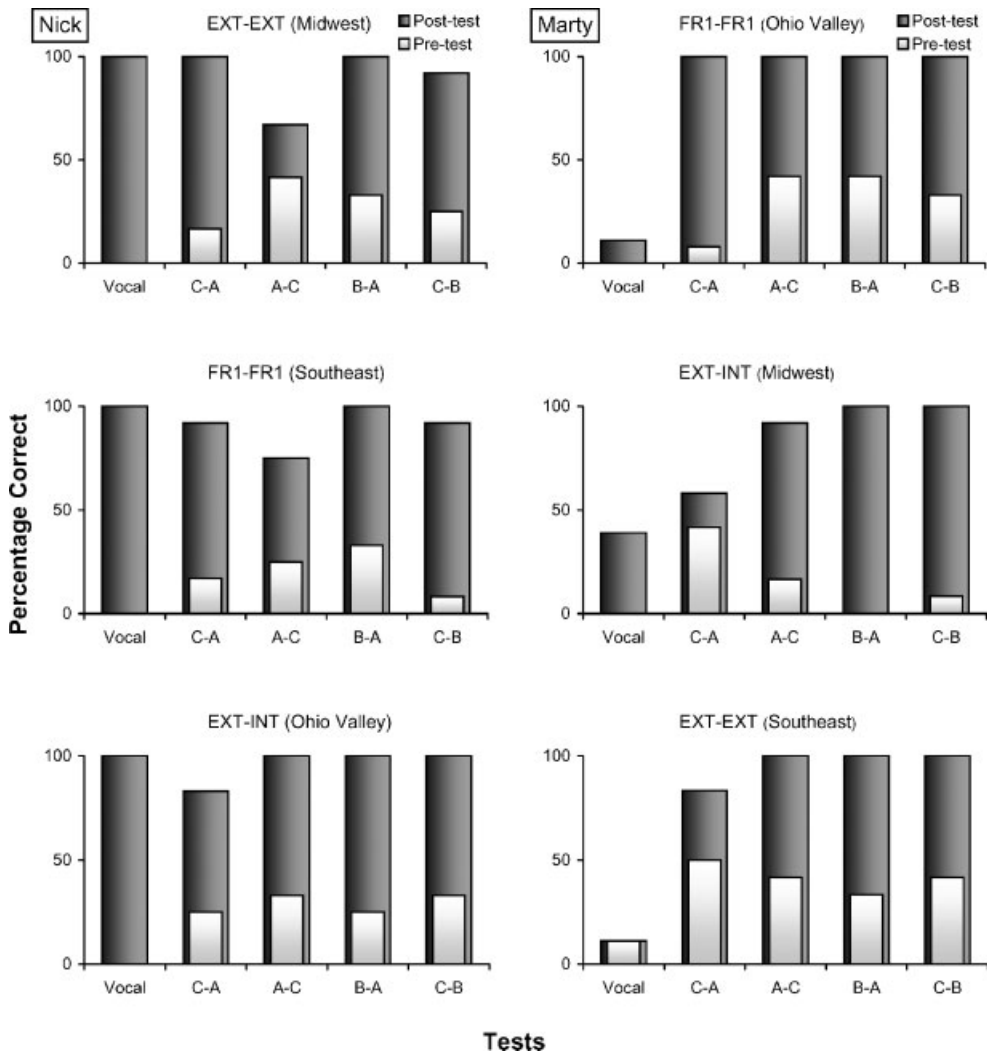 Nick
EXT-EXT (Midwest)
Post-test
Pre-test
100
50
0
Vocal C-A A-C B-A C-B
Marty
FR1-FR1 (Ohio Valley)
Post-test
Pre-test
100
50
0
Vocal C-A A-C B-A C-B
Percentage Correct
FR1-FR1 (Southeast)
100
50
0
Vocal C-A A-C B-A C-B
EXT-INT (Midwest)
100
50
0
Vocal C-A A-C B-A C-B
EXT-INT (Ohio Valley)
100
50
0
Vocal C-A A-C B-A C-B
EXT-EXT (Southeast)
100
50
0
Vocal C-A A-C B-A C-B
Tests